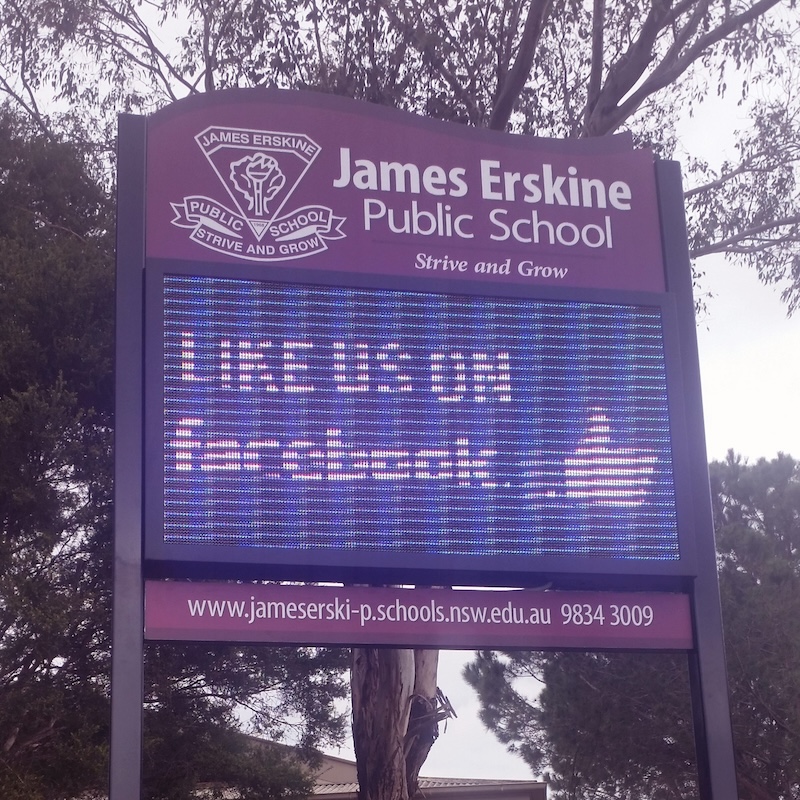 JAMES ERSKINE
PUBLIC SCHOOL
STRIVE AND GROW
James Erskine
Public School
Strive and Grow
LIKE US ON
facebook
www.jameserski-p.schools.nsw.edu.au 9834 3009